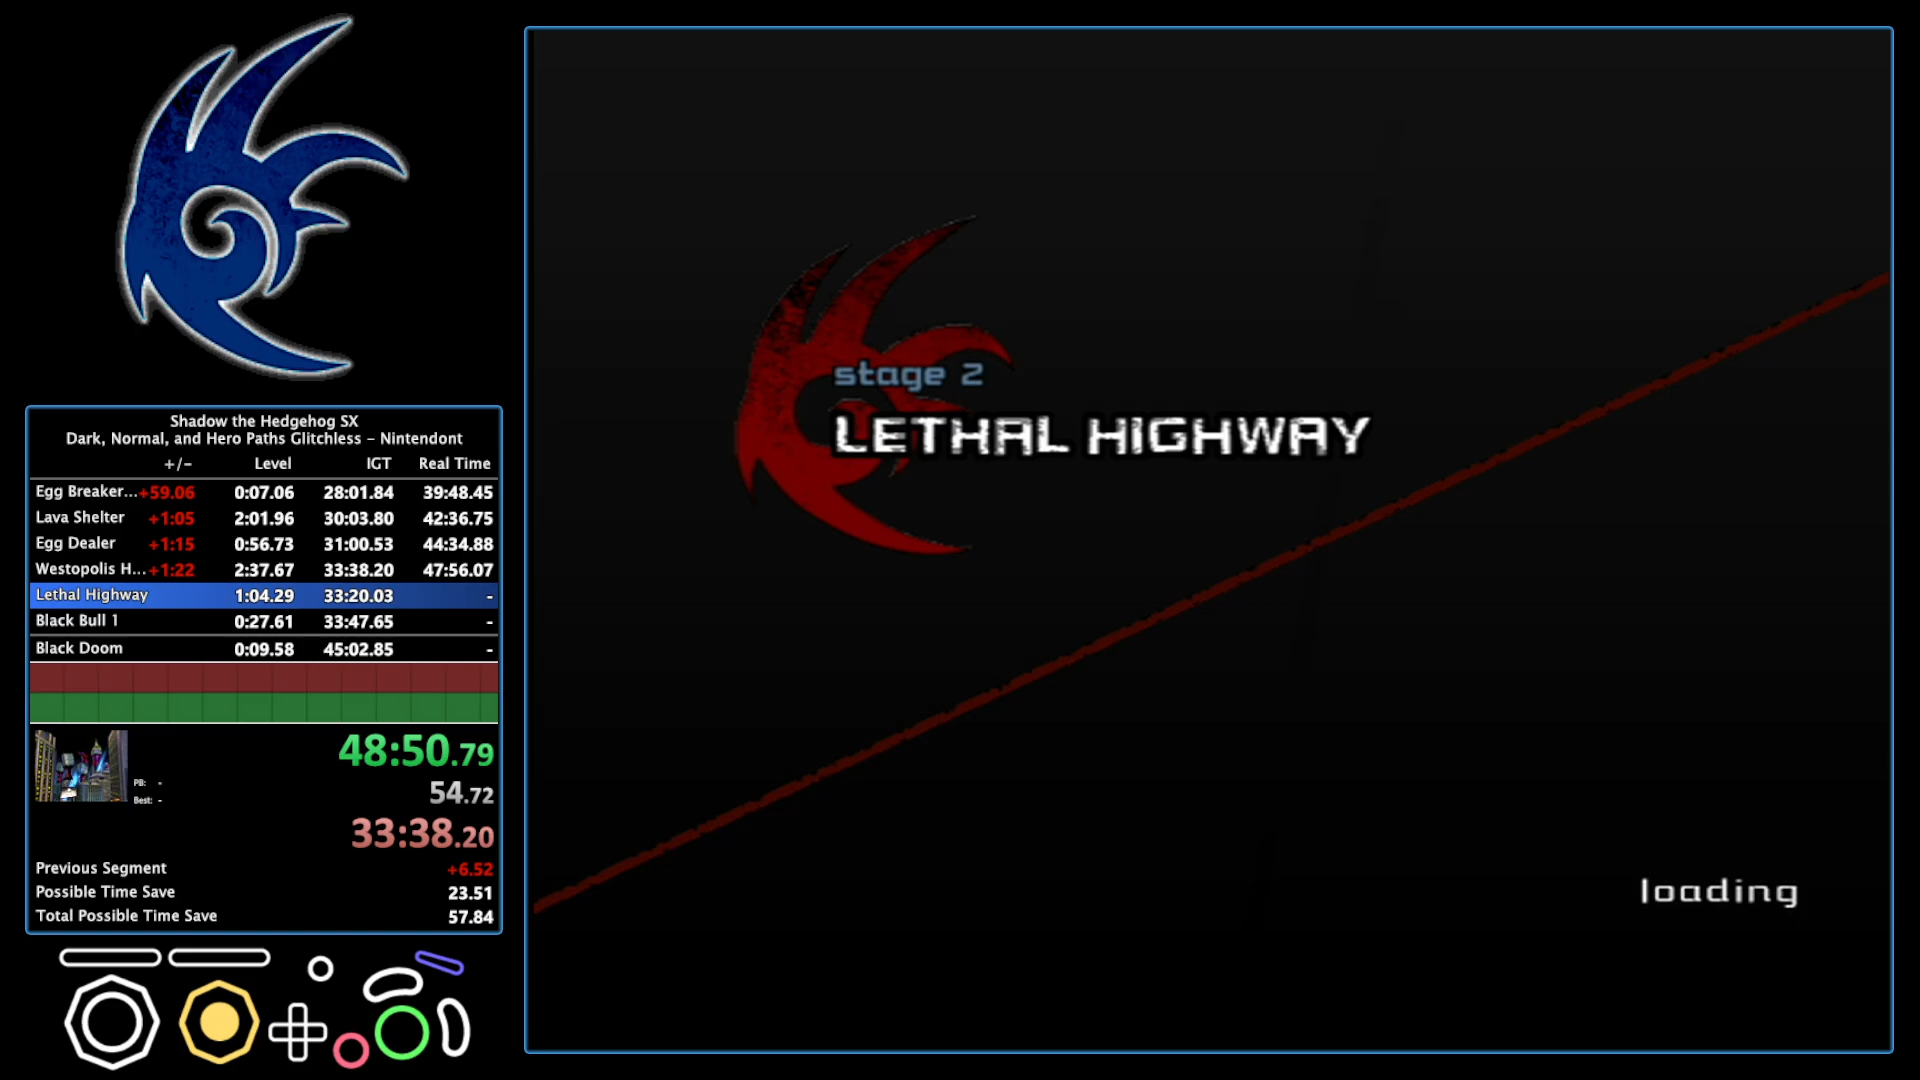 Shadow the Hedgehog SX
Dark, Normal, and Hero Paths Glitchless - Nintendont
+/- Level IGT Real Time
Egg Breaker... +59.06 0:07.06 28:01.84 39:48.45
Lava Shelter +1:05 2:01.96 30:03.80 42:36.75
Egg Dealer +1:15 0:56.73 31:00.53 44:34.88
Westopolis H... +1:22 2:37.67 33:38.20 47:56.07
Lethal Highway 1:04.29 33:20.03 -
Black Bull 1 0:27.61 33:47.65 -
Black Doom 0:09.58 45:02.85 -
48:50.79
PB: -
54.72
Best: -
33:38.20
Previous Segment +6.52
Possible Time Save 23.51
Total Possible Time Save 57.84
stage 2
LETHAL HIGHWAY
loading